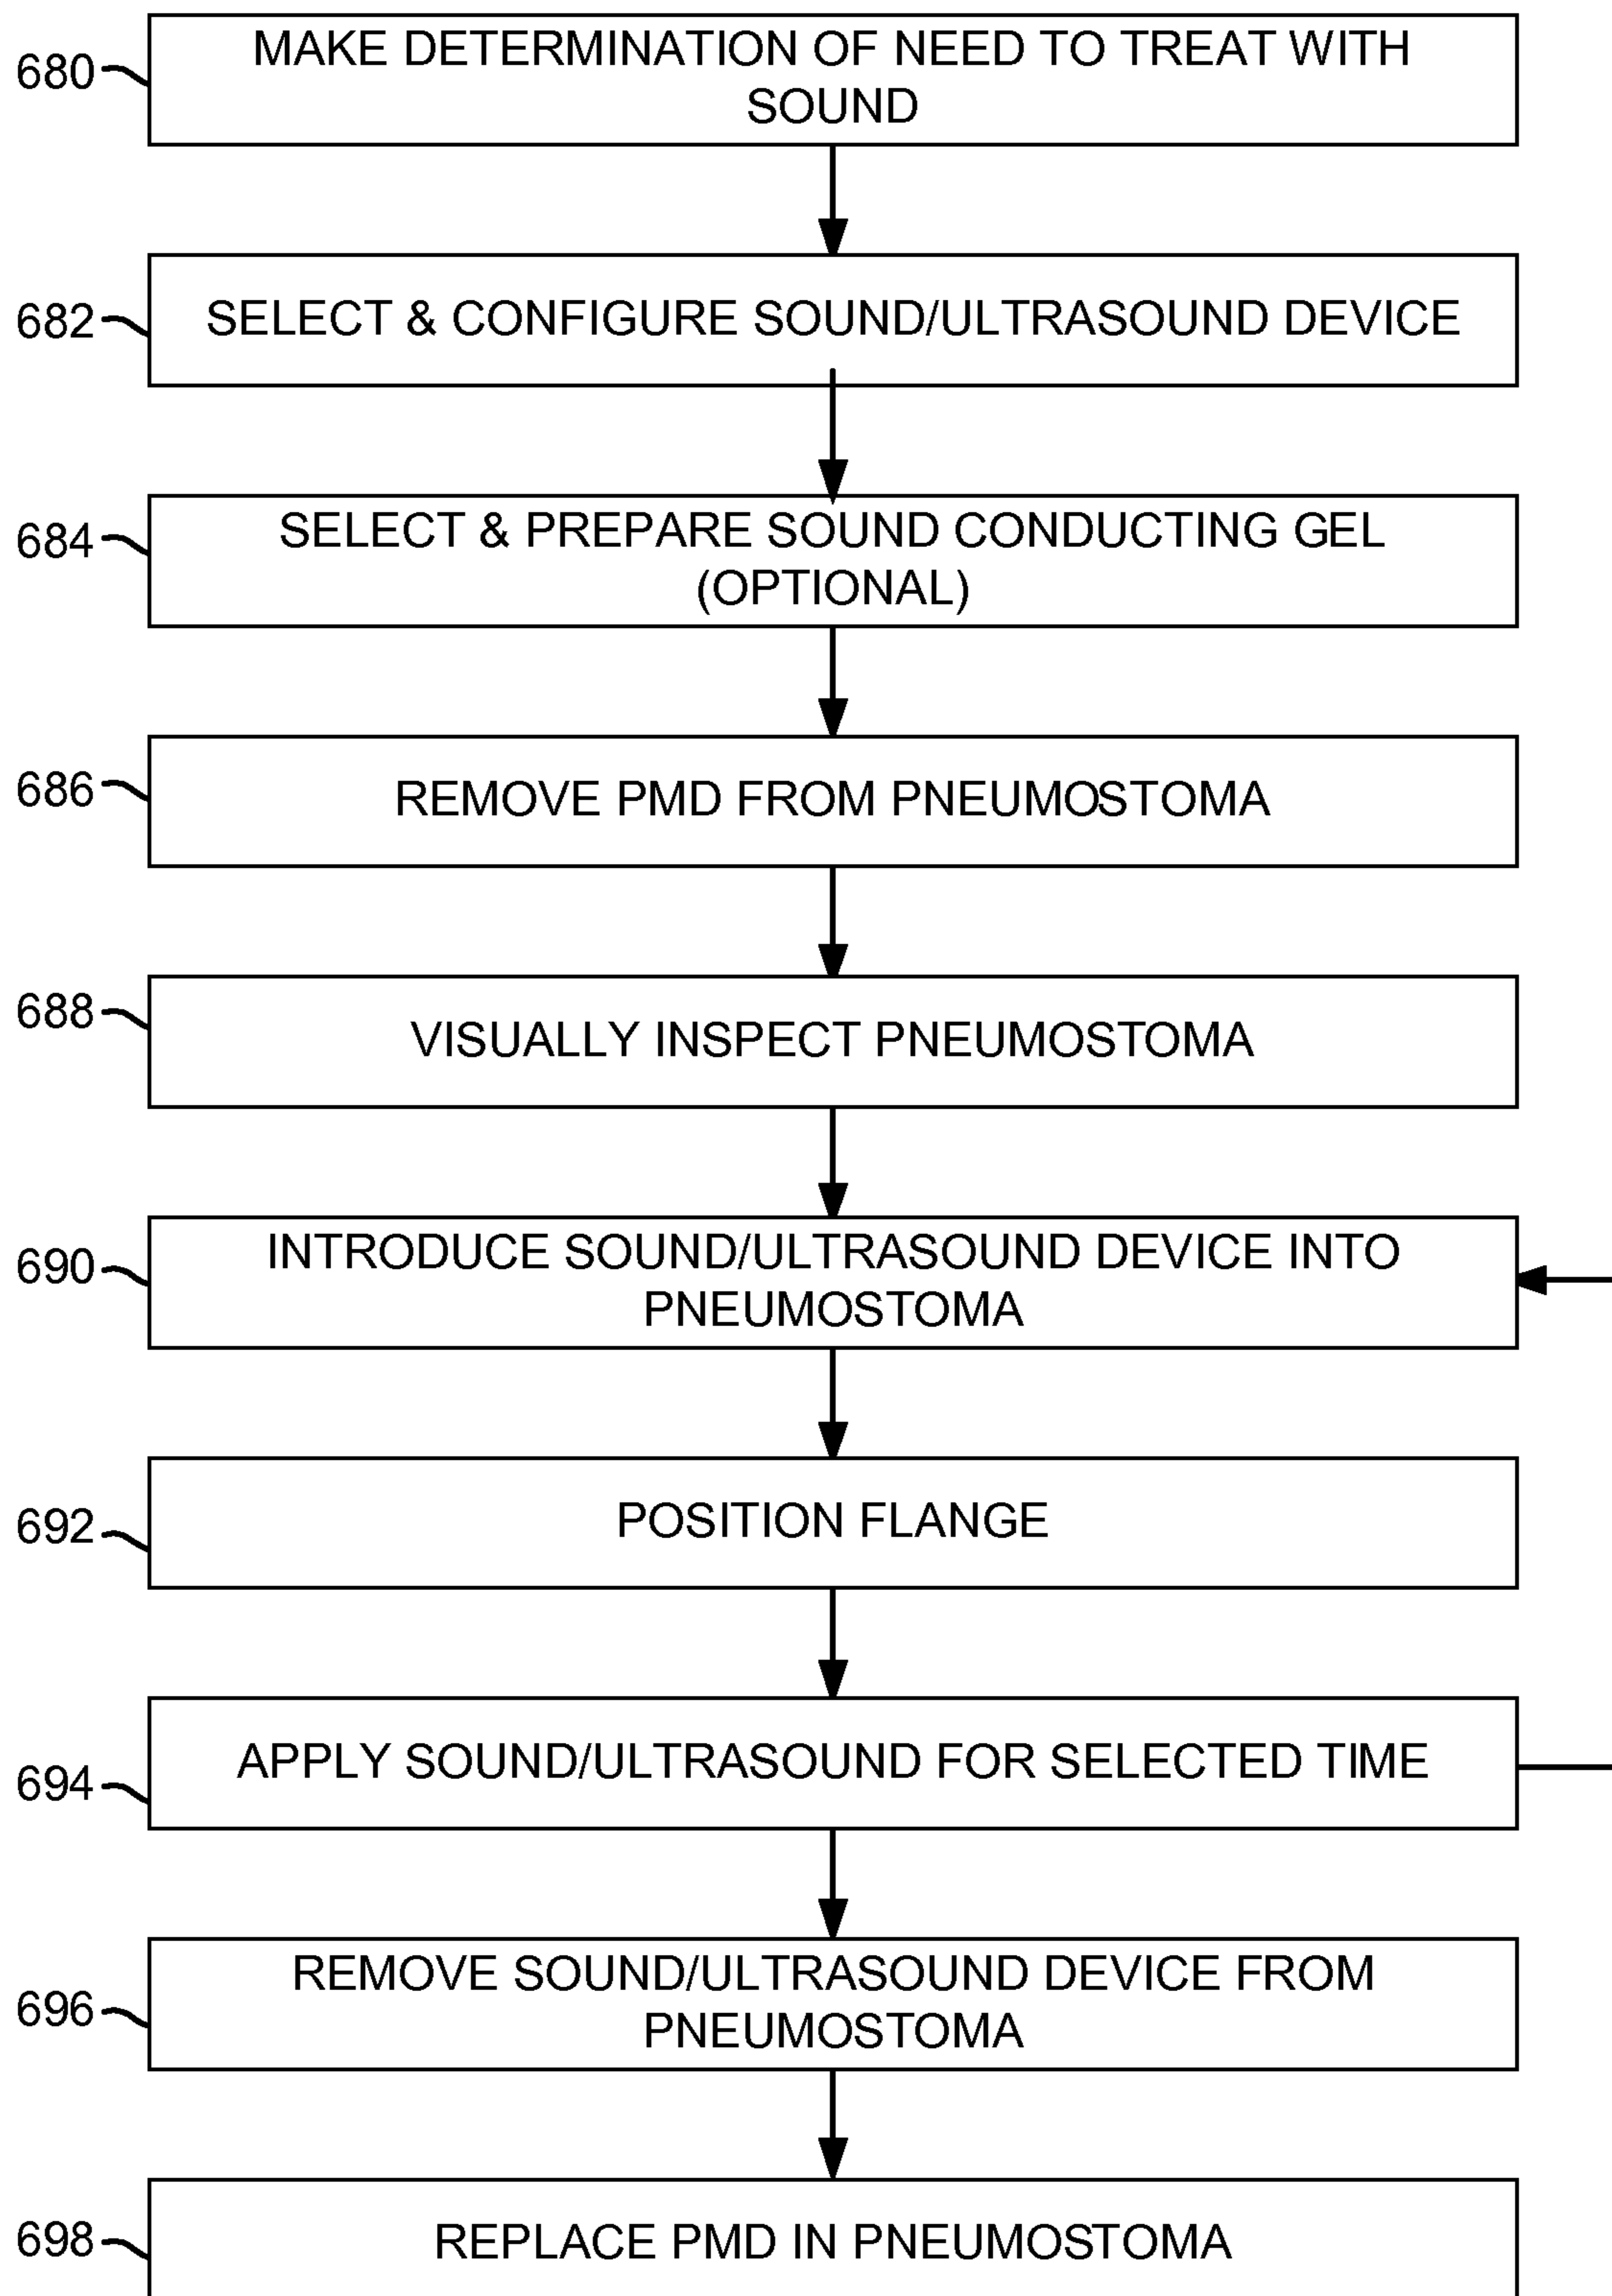 680
MAKE DETERMINATION OF NEED TO TREAT WITH
SOUND
682
SELECT & CONFIGURE SOUND/ULTRASOUND DEVICE
684
SELECT & PREPARE SOUND CONDUCTING GEL
(OPTIONAL)
686
REMOVE PMD FROM PNEUMOSTOMA
688
VISUALLY INSPECT PNEUMOSTOMA
690
INTRODUCE SOUND/ULTRASOUND DEVICE INTO
PNEUMOSTOMA
692
POSITION FLANGE
694
APPLY SOUND/ULTRASOUND FOR SELECTED TIME
696
REMOVE SOUND/ULTRASOUND DEVICE FROM
PNEUMOSTOMA
698
REPLACE PMD IN PNEUMOSTOMA